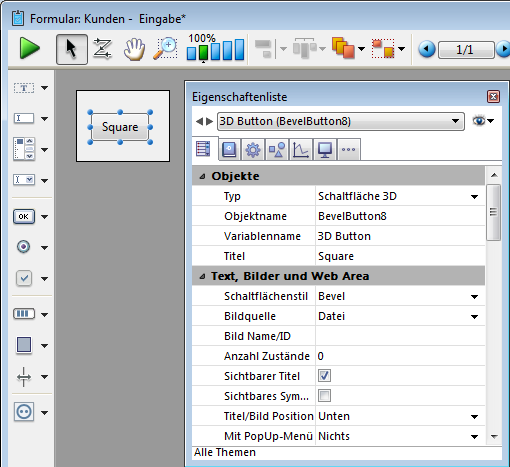 Formular: Kunden - Eingabe*
100%
1/1
T
OK
Square
Eigenschaftenliste
3D Button (BevelButton8)
Objekte
Typ Schaltfläche 3D
Objektname BevelButton8
Variablenname 3D Button
Titel Square
Text, Bilder und Web Area
Schaltflächenstil Bevel
Bildquelle Datei
Bild Name/ID
Anzahl Zustände 0
Sichtbarer Titel
Sichtbares Sym...
Titel/Bild Position Unten
Mit PopUp-Menü Nichts
Alle Themen